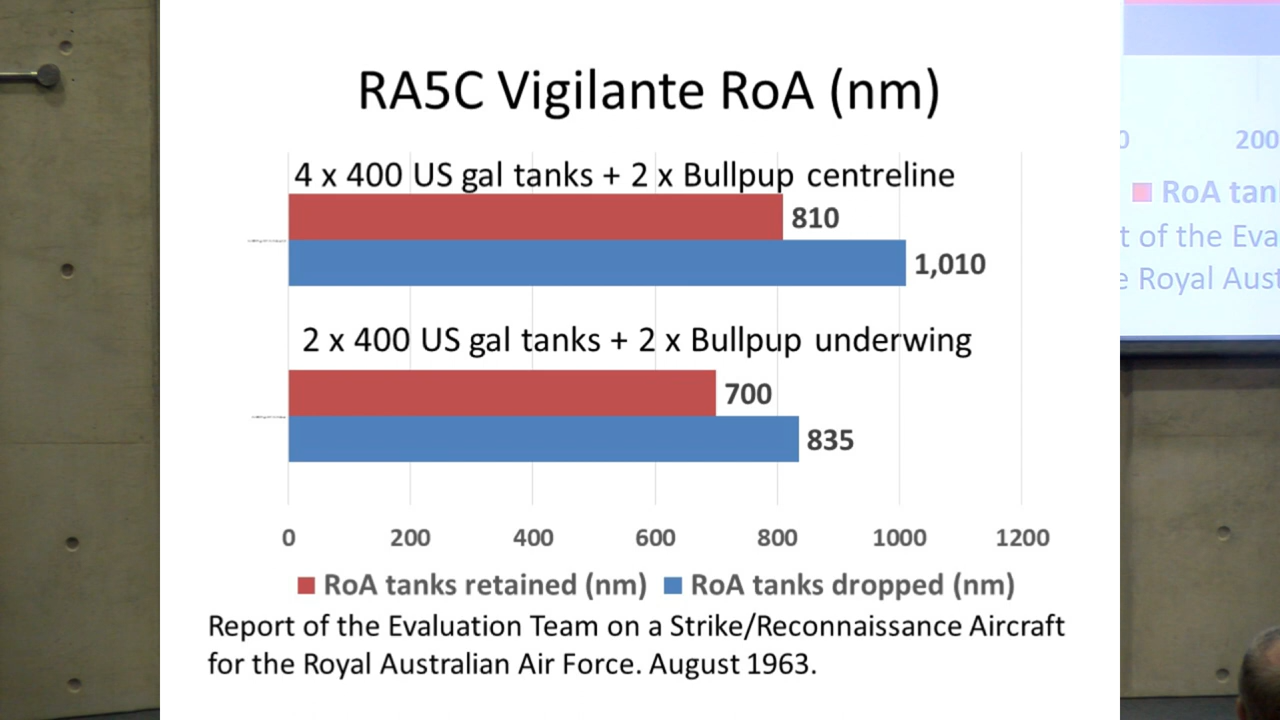 RA5C Vigilante RoA (nm)
4 x 400 US gal tanks + 2 x Bullpup centreline
810
1,010
2 x 400 US gal tanks + 2 x Bullpup underwing
700
835
0 200 400 600 800 1000 1200
RoA tanks retained (nm) RoA tanks dropped (nm)
Report of the Evaluation Team on a Strike/Reconnaissance Aircraft
for the Royal Australian Air Force. August 1963.
0 200
RoA tan
t of the Eva
e Royal Aust